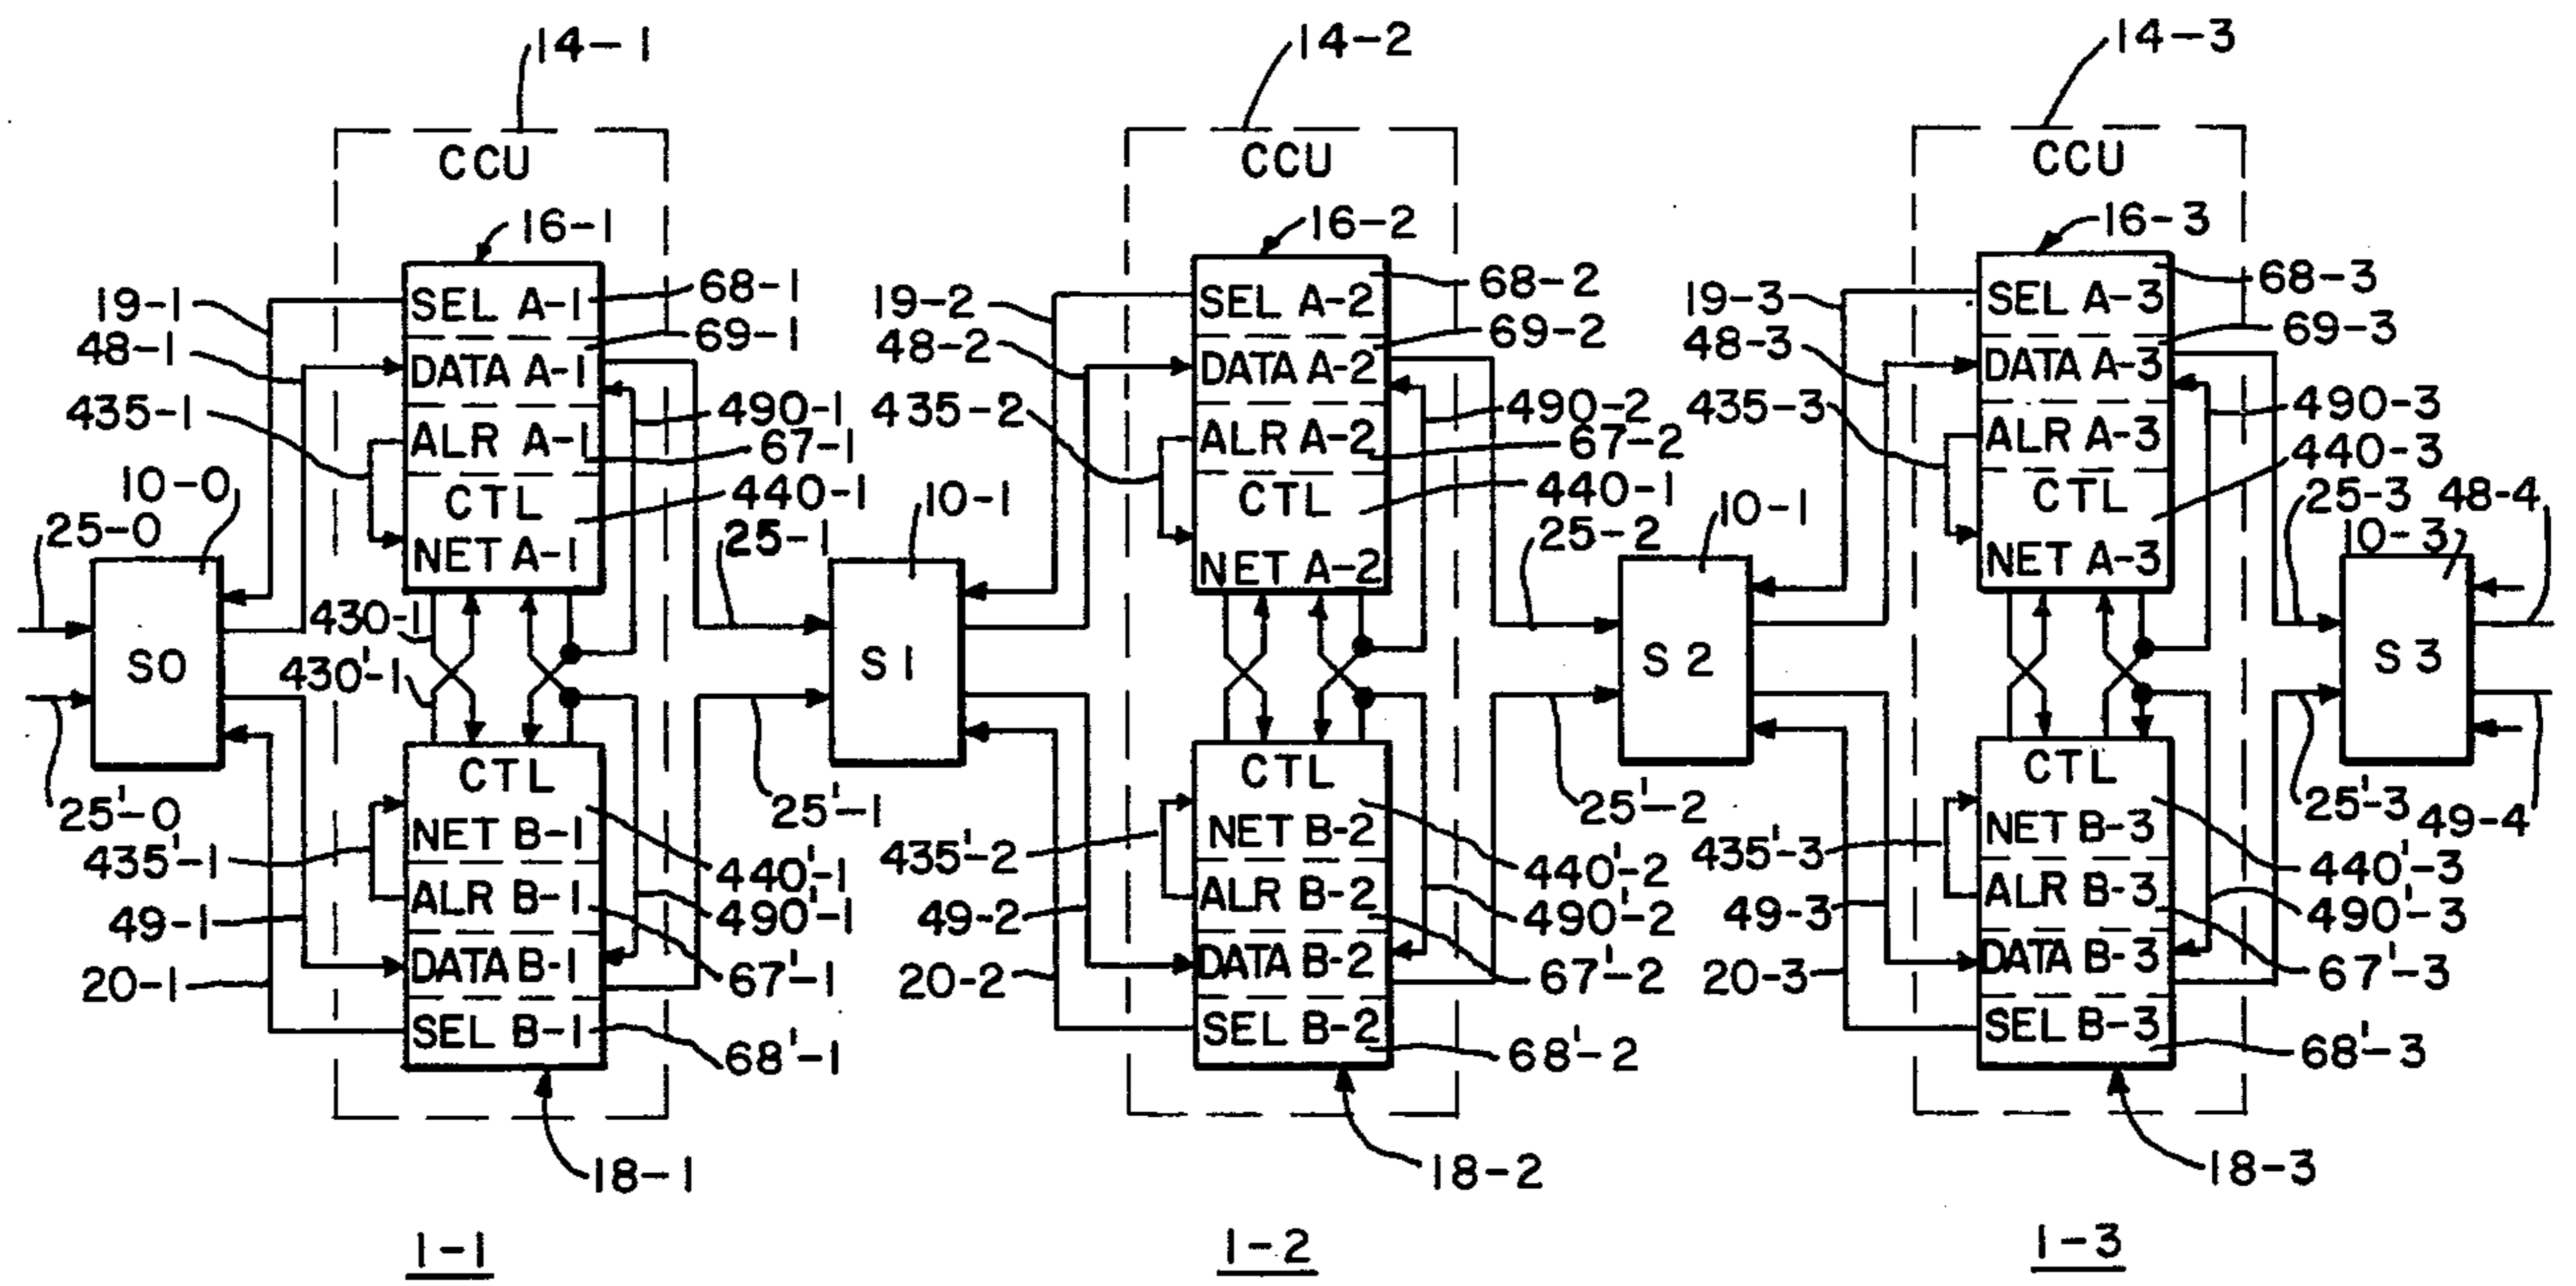 14-1
14-2
14-3
CCU
CCU
CCU
16-1
16-2
16-3
19-1
SEL A-1
68-1
19-2
SEL A-2
68-2
19-3
SEL A-3
68-3
48-1
DATA A-1
69-1
48-2
DATA A-2
69-2
48-3
DATA A-3
69-3
435-1
ALR A-1
490-1
67-1
435-2
ALR A-2
490-2
67-2
435-3
ALR A-3
490-3
440-3
10-0
CTL
NET A-1
440-1
25-1
10-1
CTL
NET A-2
440-1
25-2
10-1
CTL
NET A-3
25-3
48-4
10-3
25-0
S0
430-1
430'-1
S1
S2
S3
25'-0
CTL
NET B-1
25'-1
CTL
NET B-2
25'-2
CTL
NET B-3
25'-3
49-4
435'-1
440'-1
435'-2
440'-2
435'-3
440'-3
49-1
ALR B-1
490'-1
49-2
ALR B-2
490'-2
49-3
ALR B-3
490'-3
20-1
DATA B-1
67'-1
20-2
DATA B-2
67'-2
20-3
DATA B-3
67'-3
SEL B-1
68'-1
SEL B-2
68'-2
SEL B-3
68'-3
18-1
18-2
18-3
1-1
1-2
1-3